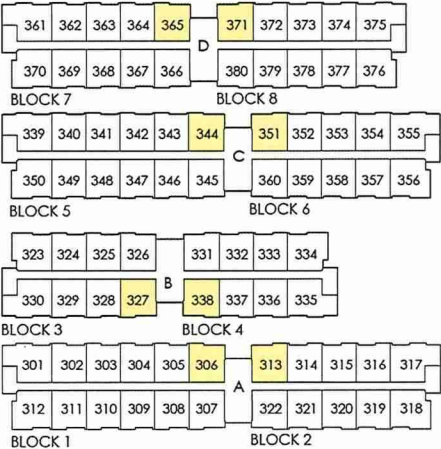 361 362 363 364 365 371 372 373 374 375
D
370 369 368 367 366 380 379 378 377 376
BLOCK 7 BLOCK 8
339 340 341 342 343 344 351 352 353 354 355
C
350 349 348 347 346 345 360 359 358 357 356
BLOCK 5 BLOCK 6
323 324 325 326 331 332 333 334
B
330 329 328 327 338 337 336 335
BLOCK 3 BLOCK 4
301 302 303 304 305 306 313 314 315 316 317
A
312 311 310 309 308 307 322 321 320 319 318
BLOCK 1 BLOCK 2